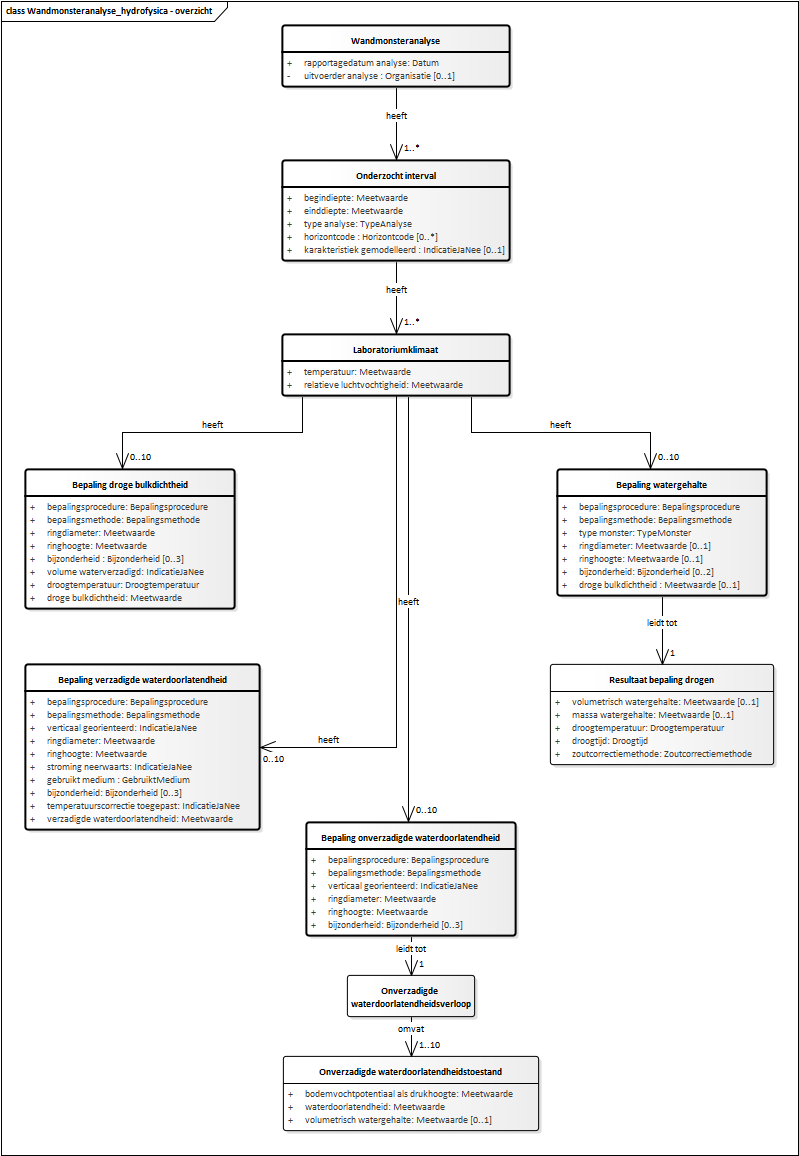 class Wandmonsteranalyse_hydrofysica - overzicht
Wandmonsteranalyse
+ rapportagedatum analyse: Datum
- uitvoerder analyse : Organisatie [0..1]
heeft
1..*
Onderzocht interval
+ begindiepte: Meetwaarde
+ einddiepte: Meetwaarde
+ type analyse: TypeAnalyse
+ horizontcode : Horizontcode [0..*]
+ karakteristiek gemodelleerd : IndicatieJaNee [0..1]
heeft
1..*
Laboratoriumklimaat
+ temperatuur: Meetwaarde
+ relatieve luchtvochtigheid: Meetwaarde
heeft
0..10
Bepaling droge bulkdichtheid
+ bepalingsprocedure: Bepalingsprocedure
+ bepalingsmethode: Bepalingsmethode
+ ringdiameter: Meetwaarde
+ ringhoogte: Meetwaarde
+ bijzonderheid : Bijzonderheid [0..3]
+ volume waterverzadigd: IndicatieJaNee
+ droogtemperatuur: Droogtemperatuur
+ droge bulkdichtheid: Meetwaarde
heeft
0..10
Bepaling watergehalte
+ bepalingsprocedure: Bepalingsprocedure
+ bepalingsmethode: Bepalingsmethode
+ type monster: TypeMonster
+ ringdiameter: Meetwaarde [0..1]
+ ringhoogte: Meetwaarde [0..1]
+ bijzonderheid: Bijzonderheid [0..2]
+ droge bulkdichtheid : Meetwaarde [0..1]
leidt tot
1
Resultaat bepaling drogen
+ volumetrisch watergehalte: Meetwaarde [0..1]
+ massa watergehalte: Meetwaarde [0..1]
+ droogtemperatuur: Droogtemperatuur
+ droogtijd: Droogtijd
+ zoutcorrectiemethode: Zoutcorrectiemethode
heeft
0..10
Bepaling verzadigde waterdoorlatendheid
+ bepalingsprocedure: Bepalingsprocedure
+ bepalingsmethode: Bepalingsmethode
+ verticaal georienteerd: IndicatieJaNee
+ ringdiameter: Meetwaarde
+ ringhoogte: Meetwaarde
+ stroming neerwaarts: IndicatieJaNee
+ gebruikt medium : GebruiktMedium
+ bijzonderheid: Bijzonderheid [0..3]
+ temperatuurscorrectie toegepast: IndicatieJaNee
+ verzadigde waterdoorlatendheid: Meetwaarde
heeft
0..10
Bepaling onverzadigde waterdoorlatendheid
+ bepalingsprocedure: Bepalingsprocedure
+ bepalingsmethode: Bepalingsmethode
+ verticaal georienteerd: IndicatieJaNee
+ ringdiameter: Meetwaarde
+ ringhoogte: Meetwaarde
+ bijzonderheid: Bijzonderheid [0..3]
leidt tot
1
Onverzadigde
waterdoorlatendheidsverloop
omvat
1..10
Onverzadigde waterdoorlatendheidstoestand
+ bodemvochtpotentiaal als drukhoogte: Meetwaarde
+ waterdoorlatendheid: Meetwaarde
+ volumetrisch watergehalte: Meetwaarde [0..1]